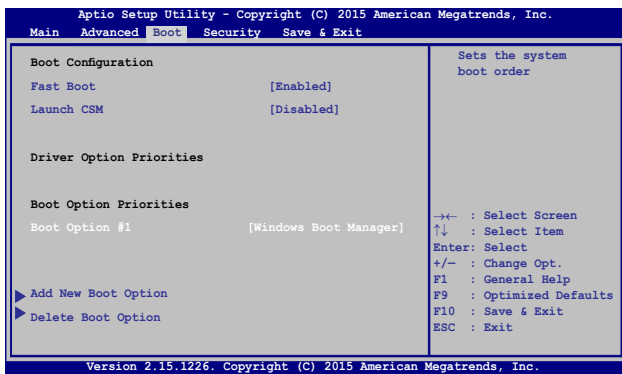 Aptio Setup Utility - Copyright (C) 2015 American Megatrends, Inc.
Main Advanced Boot Security Save & Exit
Boot Configuration
Fast Boot [Enabled]
Launch CSM [Disabled]
Driver Option Priorities
Boot Option Priorities
Boot Option #1 [Windows Boot Manager]
Add New Boot Option
Delete Boot Option
Sets the system
boot order
→← : Select Screen
↑↓ : Select Item
Enter: Select
+/— : Change Opt.
F1 : General Help
F9 : Optimized Defaults
F10 : Save & Exit
ESC : Exit
Version 2.15.1226. Copyright (C) 2015 American Megatrends, Inc.